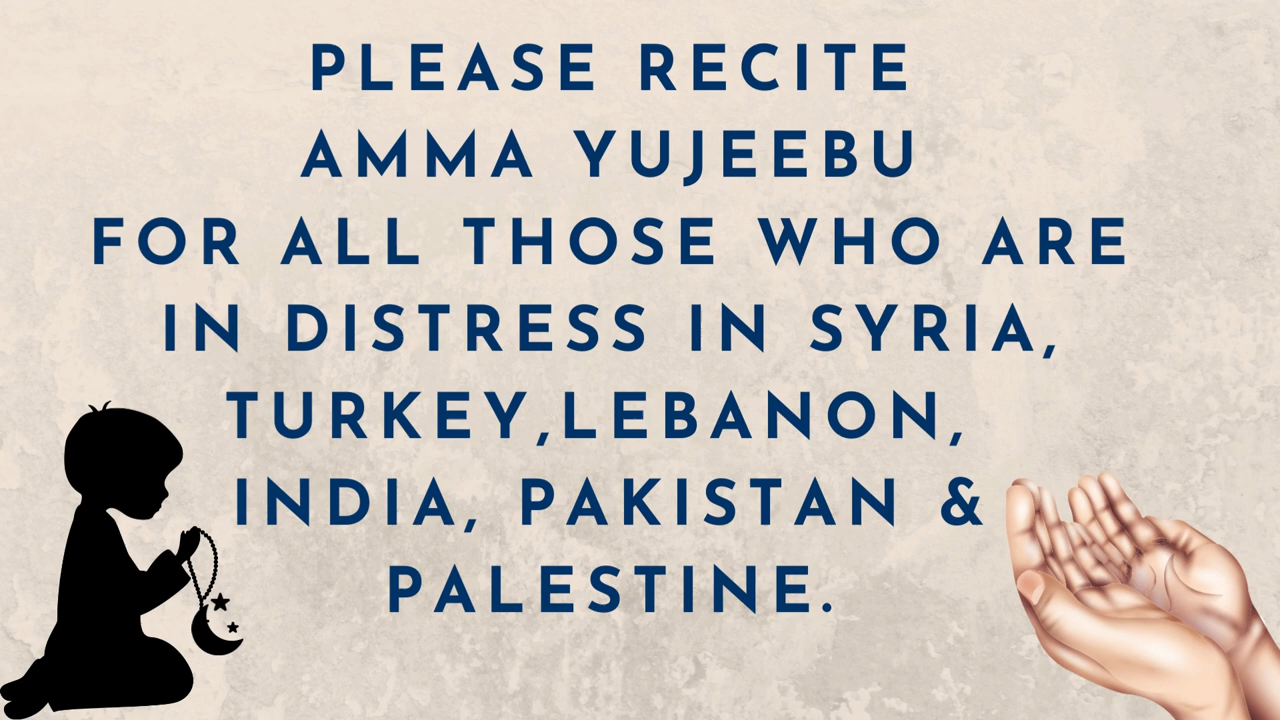 PLEASE RECITE
AMMA YUJEEBU
FOR ALL THOSE WHO ARE
IN DISTRESS IN SYRIA,
TURKEY,LEBANON,
INDIA, PAKISTAN &
PALESTINE.